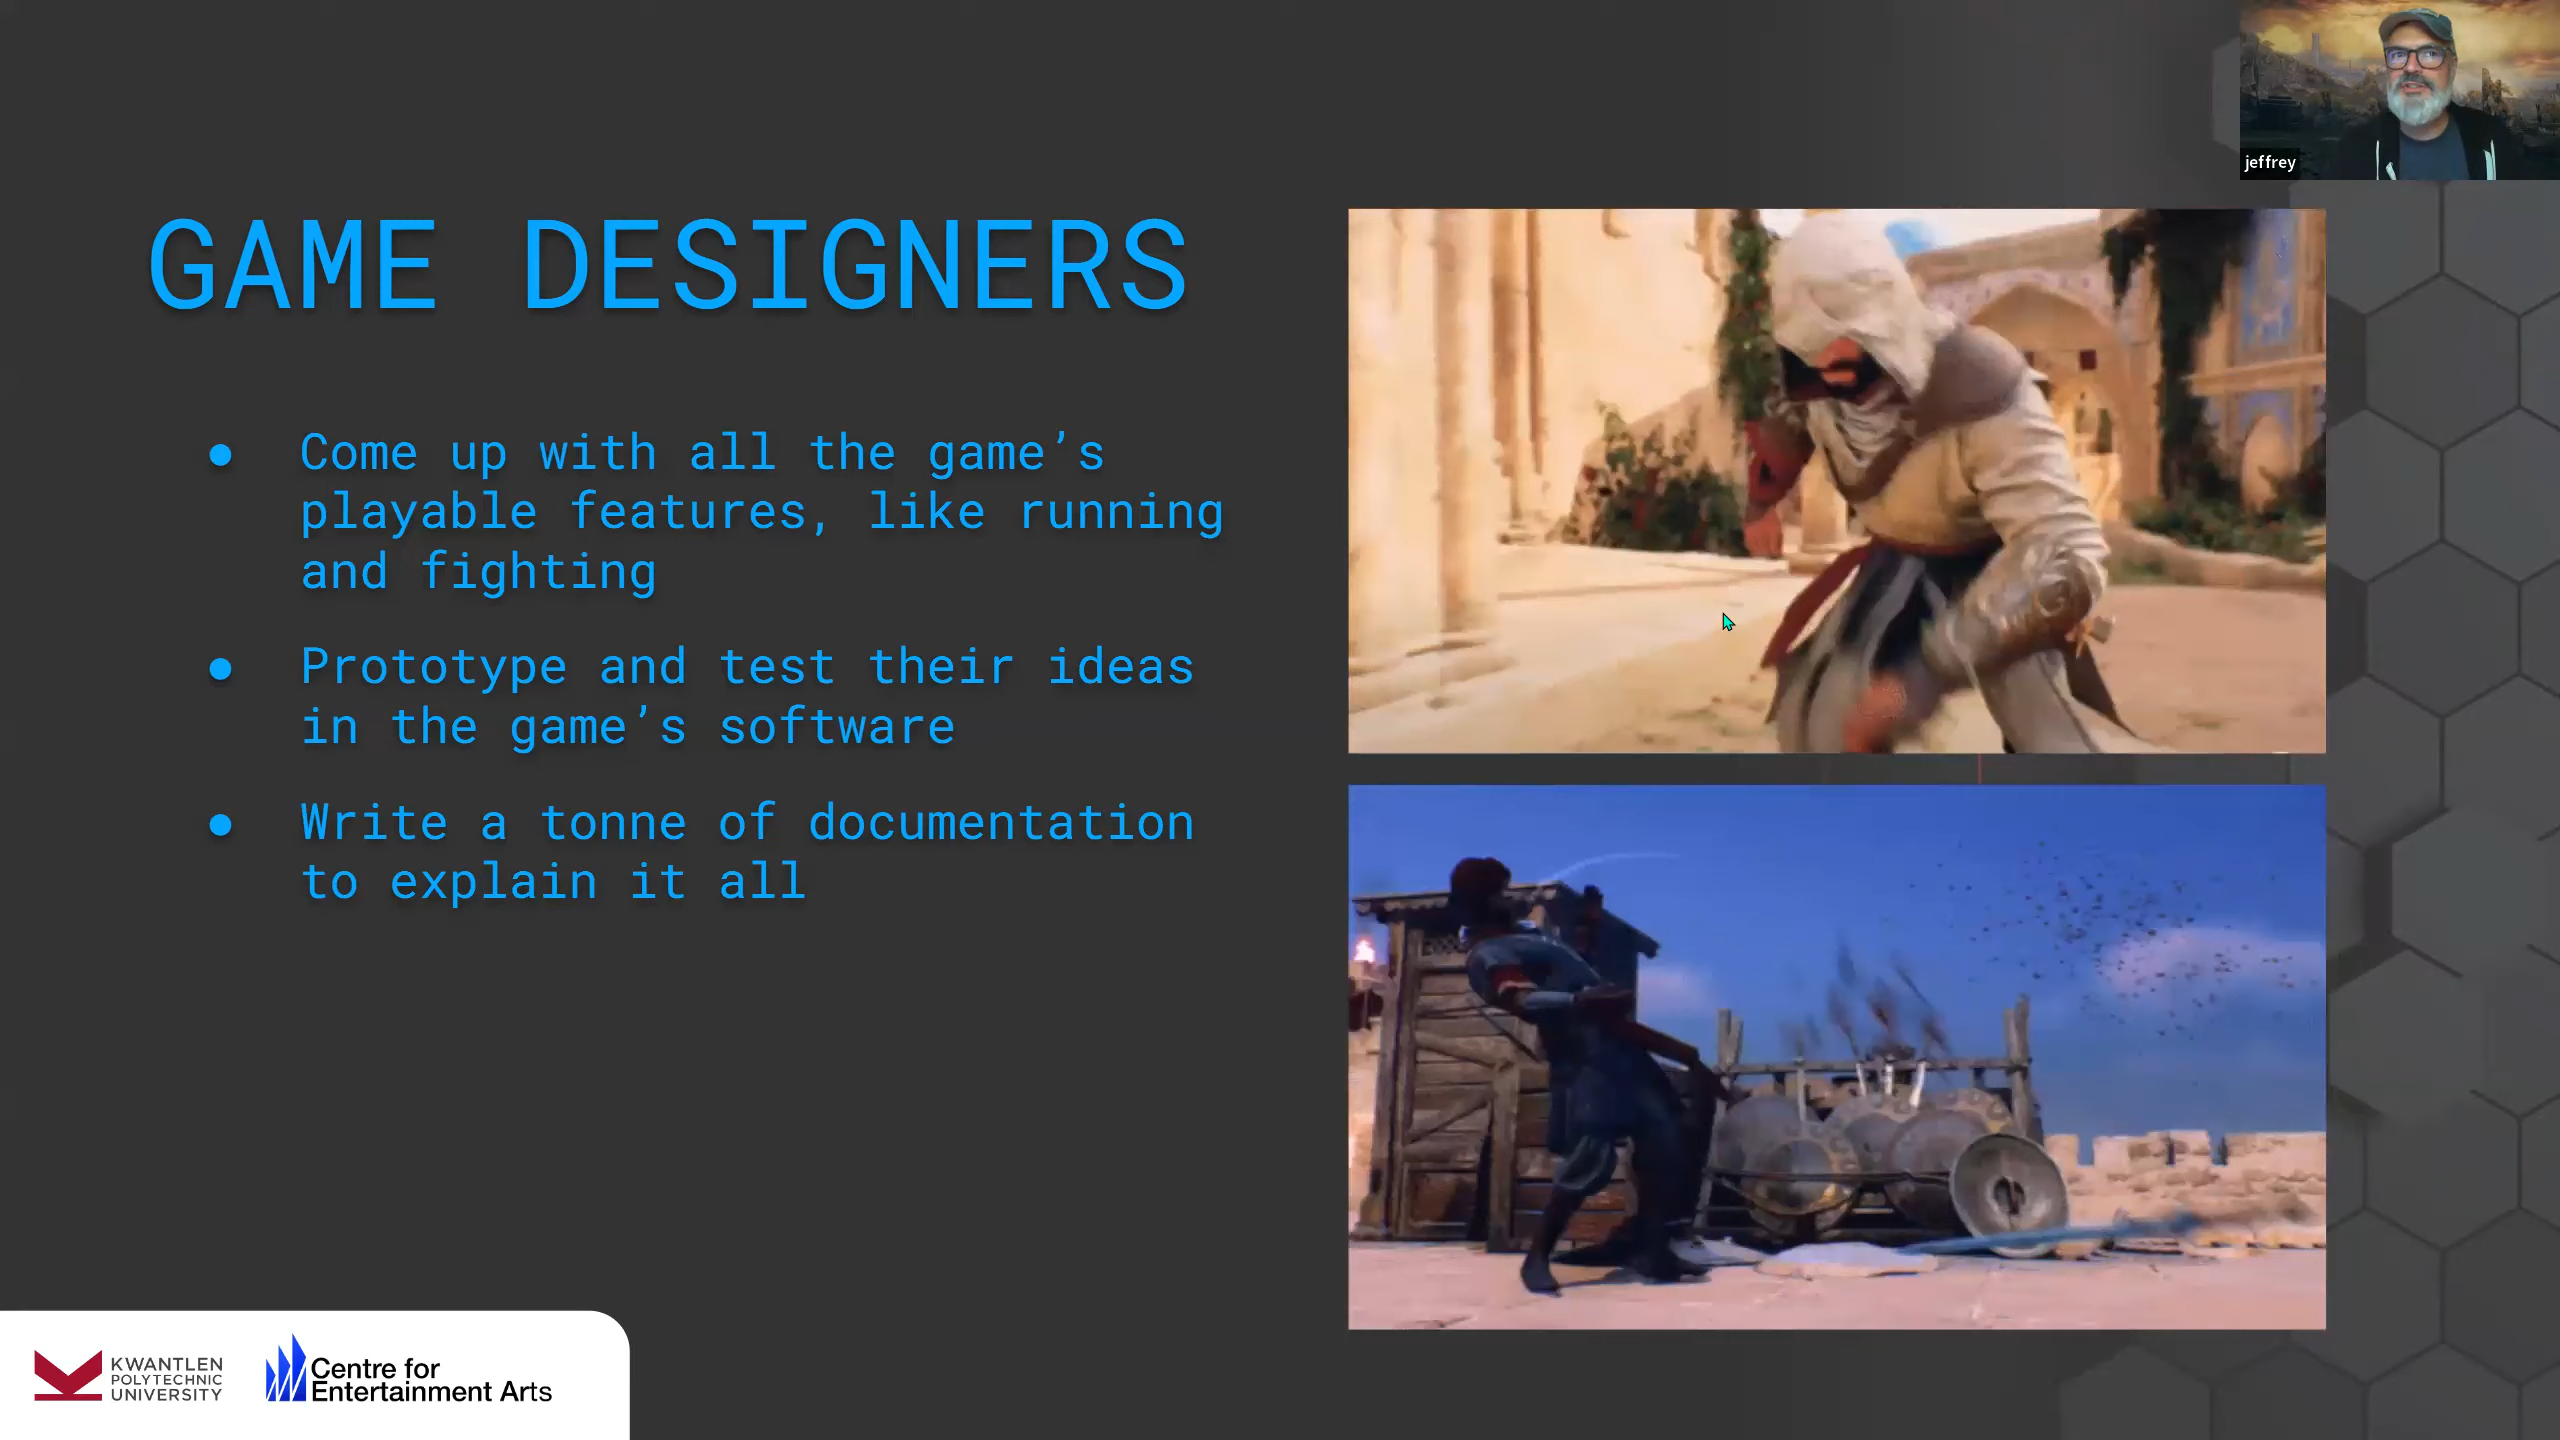 jeffrey
GAME DESIGNERS
● Come up with all the game’s
playable features, like running
and fighting
● Prototype and test their ideas
in the game’s software
● Write a tonne of documentation
to explain it all
KWANTLEN
POLYTECHNIC
UNIVERSITY
Centre for
Entertainment Arts